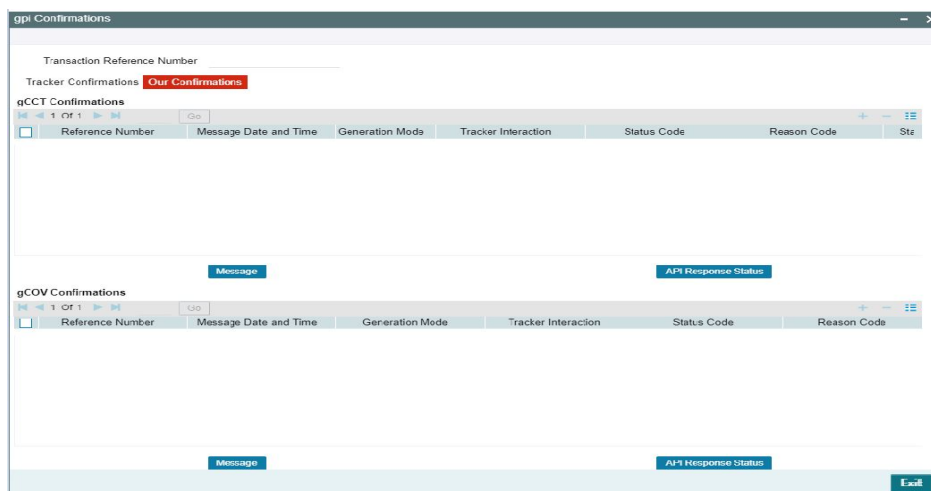 gpi Confirmations
Transaction Reference Number
Tracker Confirmations Our Confirmations
gCCT Confirmations
1 Of 1 Go
Reference Number Message Date and Time Generation Mode Tracker Interaction Status Code Reason Code Sta
Message API Response Status
gCOV Confirmations
1 Of 1 Go
Reference Number Message Date and Time Generation Mode Tracker Interaction Status Code Reason Code
Message API Response Status
Exit